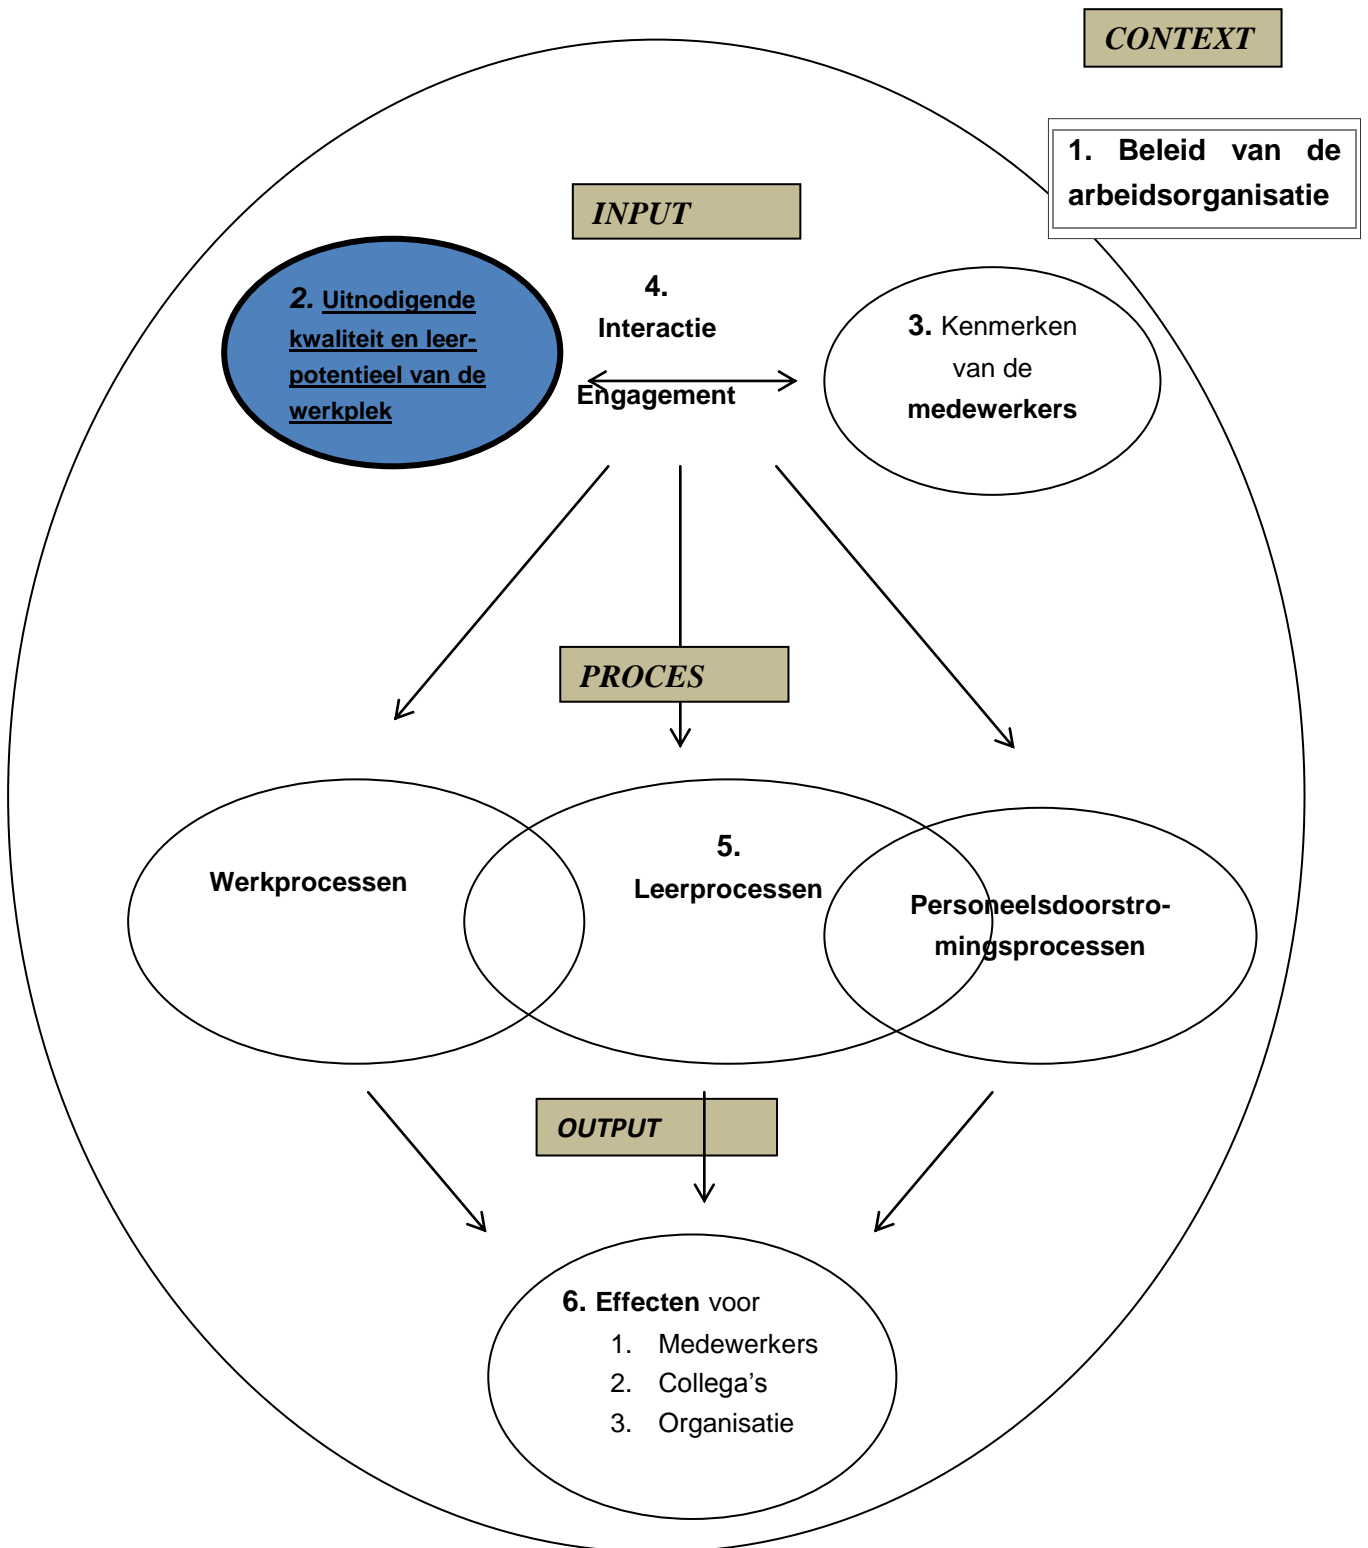 CONTEXT
1. Beleid van de
arbeidsorganisatie
INPUT
2. Uitnodigende
kwaliteit en leer-
potentieel van de
werkplek
4.
Interactie
Engagement
3. Kenmerken
van de
medewerkers
PROCES
Werkprocessen
5.
Leerprocessen
Personeelsdoorstro-
mingsprocessen
OUTPUT
6. Effecten voor
1. Medewerkers
2. Collega's
3. Organisatie